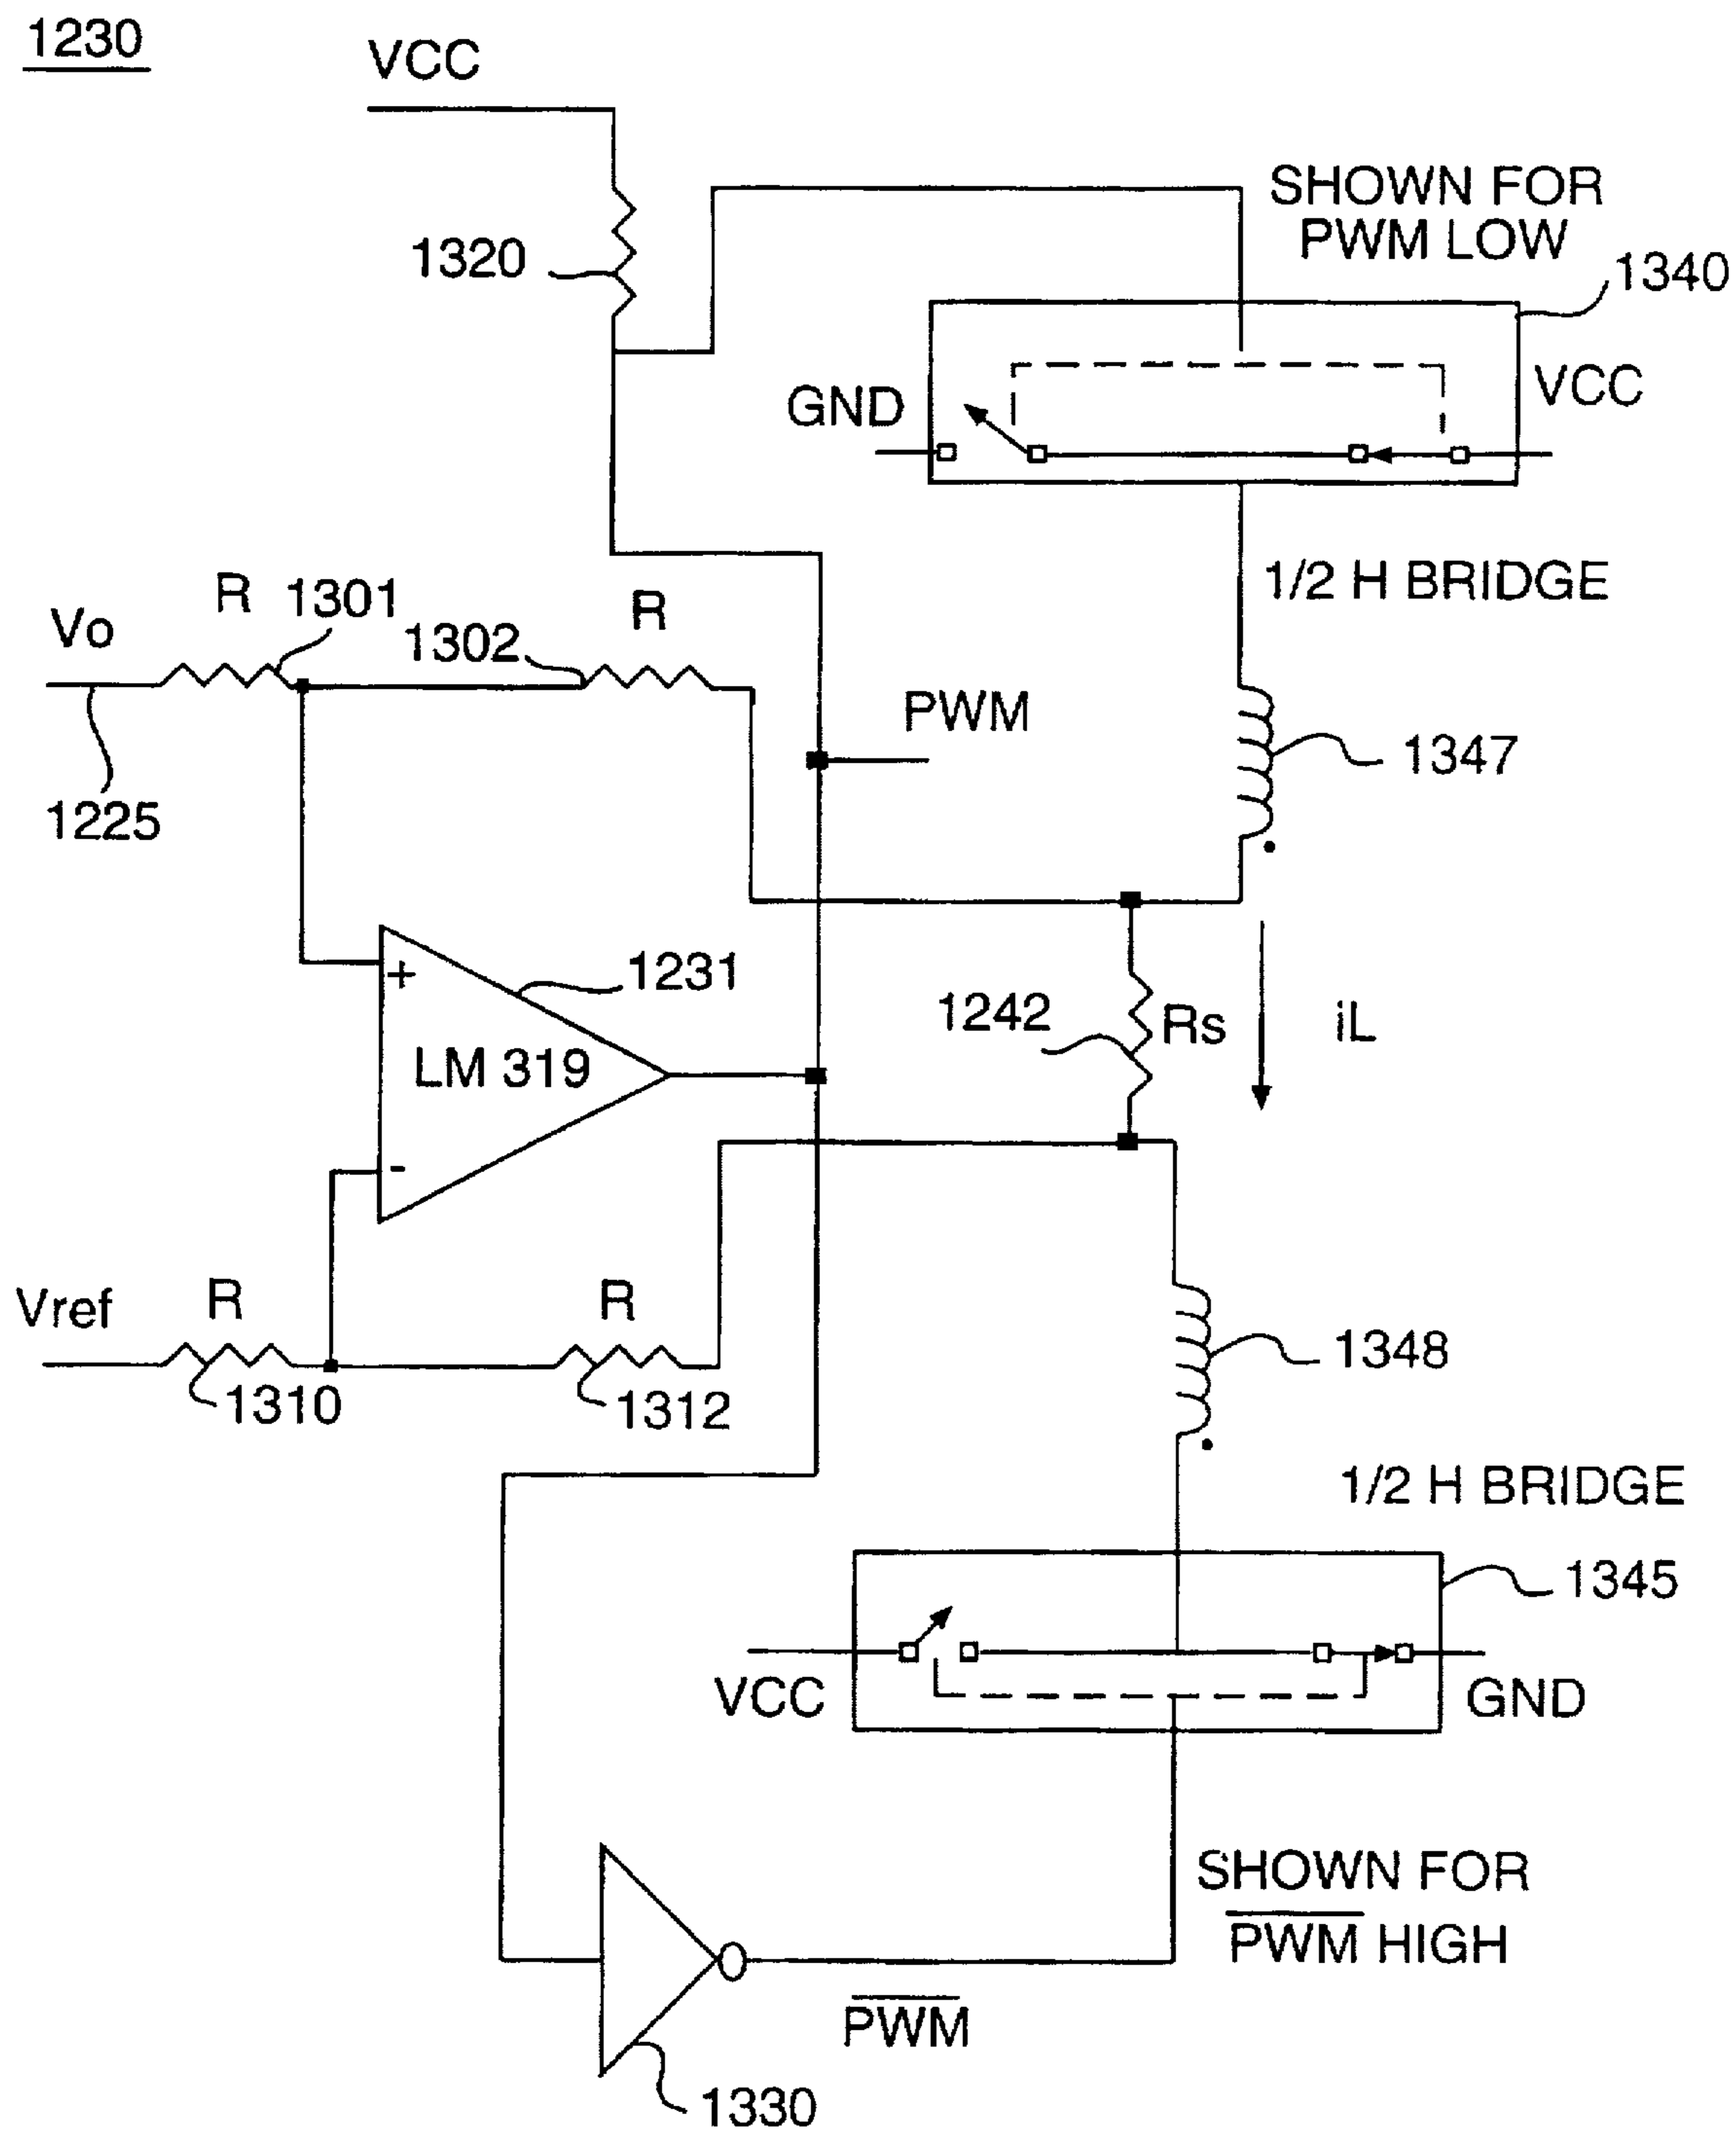 1230
VCC
SHOWN FOR
PWM LOW
1320
1340
GND
VCC
1/2 H BRIDGE
R
1301
R
Vo
1302
PWM
1347
1225
+
1231
LM 319
1242
Rs
iL
-
Vref
R
R
1348
1310
1312
1/2 H BRIDGE
1345
VCC
GND
SHOWN FOR
P̅W̅M̅ HIGH
P̅W̅M̅
1330